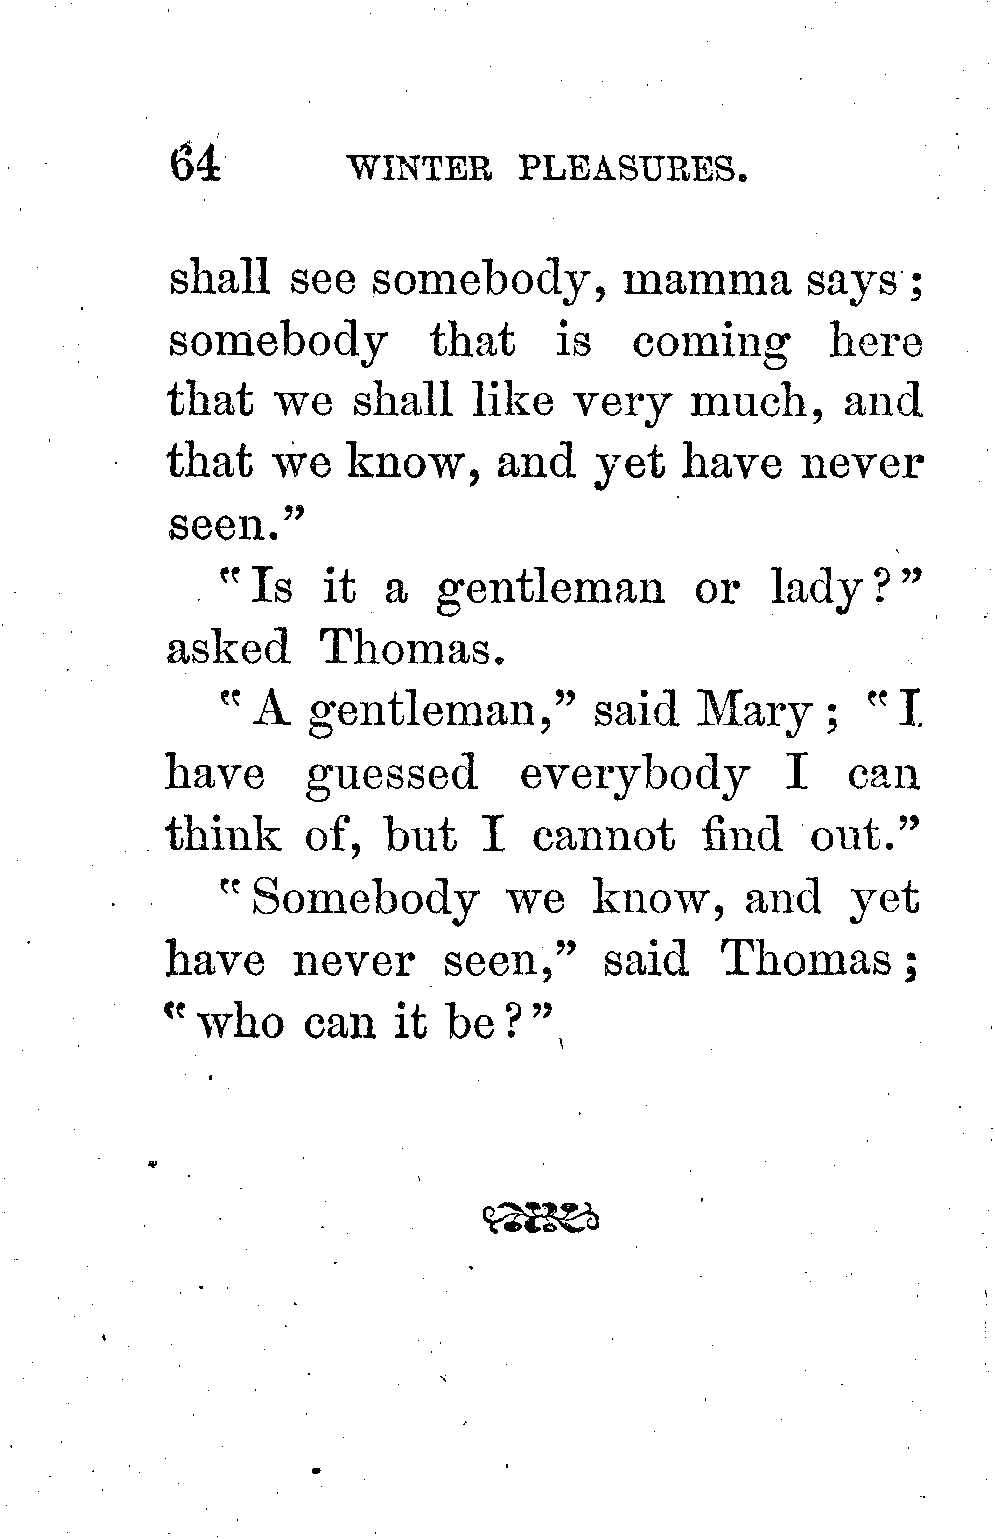 64 WINTER PLEASURES.
shall see somebody, mamma says ;
somebody that is coming here
that we shall like very much, and
that we know, and yet have never
seen.”
“ Is it a gentleman or lady ? ”
asked Thomas.
“ A gentleman,” said Mary ; “ I
have guessed everybody I can
think of, but I cannot find out.”
“ Somebody we know, and yet
have never seen,” said Thomas ;
“ who can it be ? ”